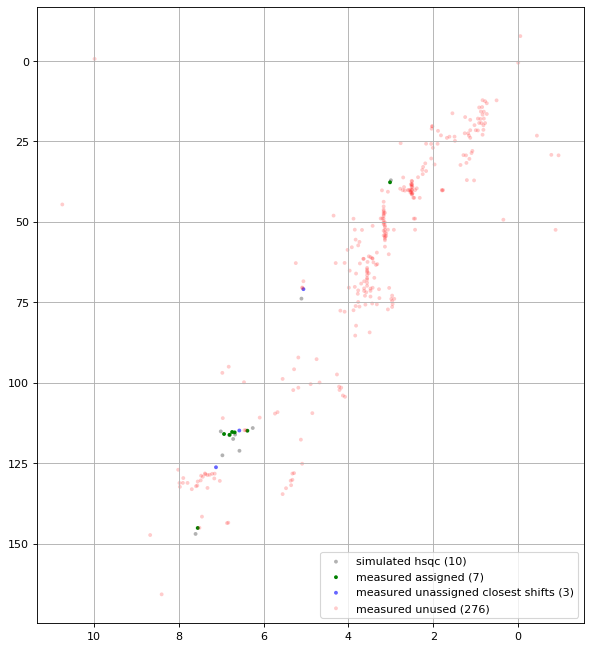 0
25
50
75
100
125
150
10 8 6 4 2 0
simulated hsqc (10)
measured assigned (7)
measured unassigned closest shifts (3)
measured unused (276)